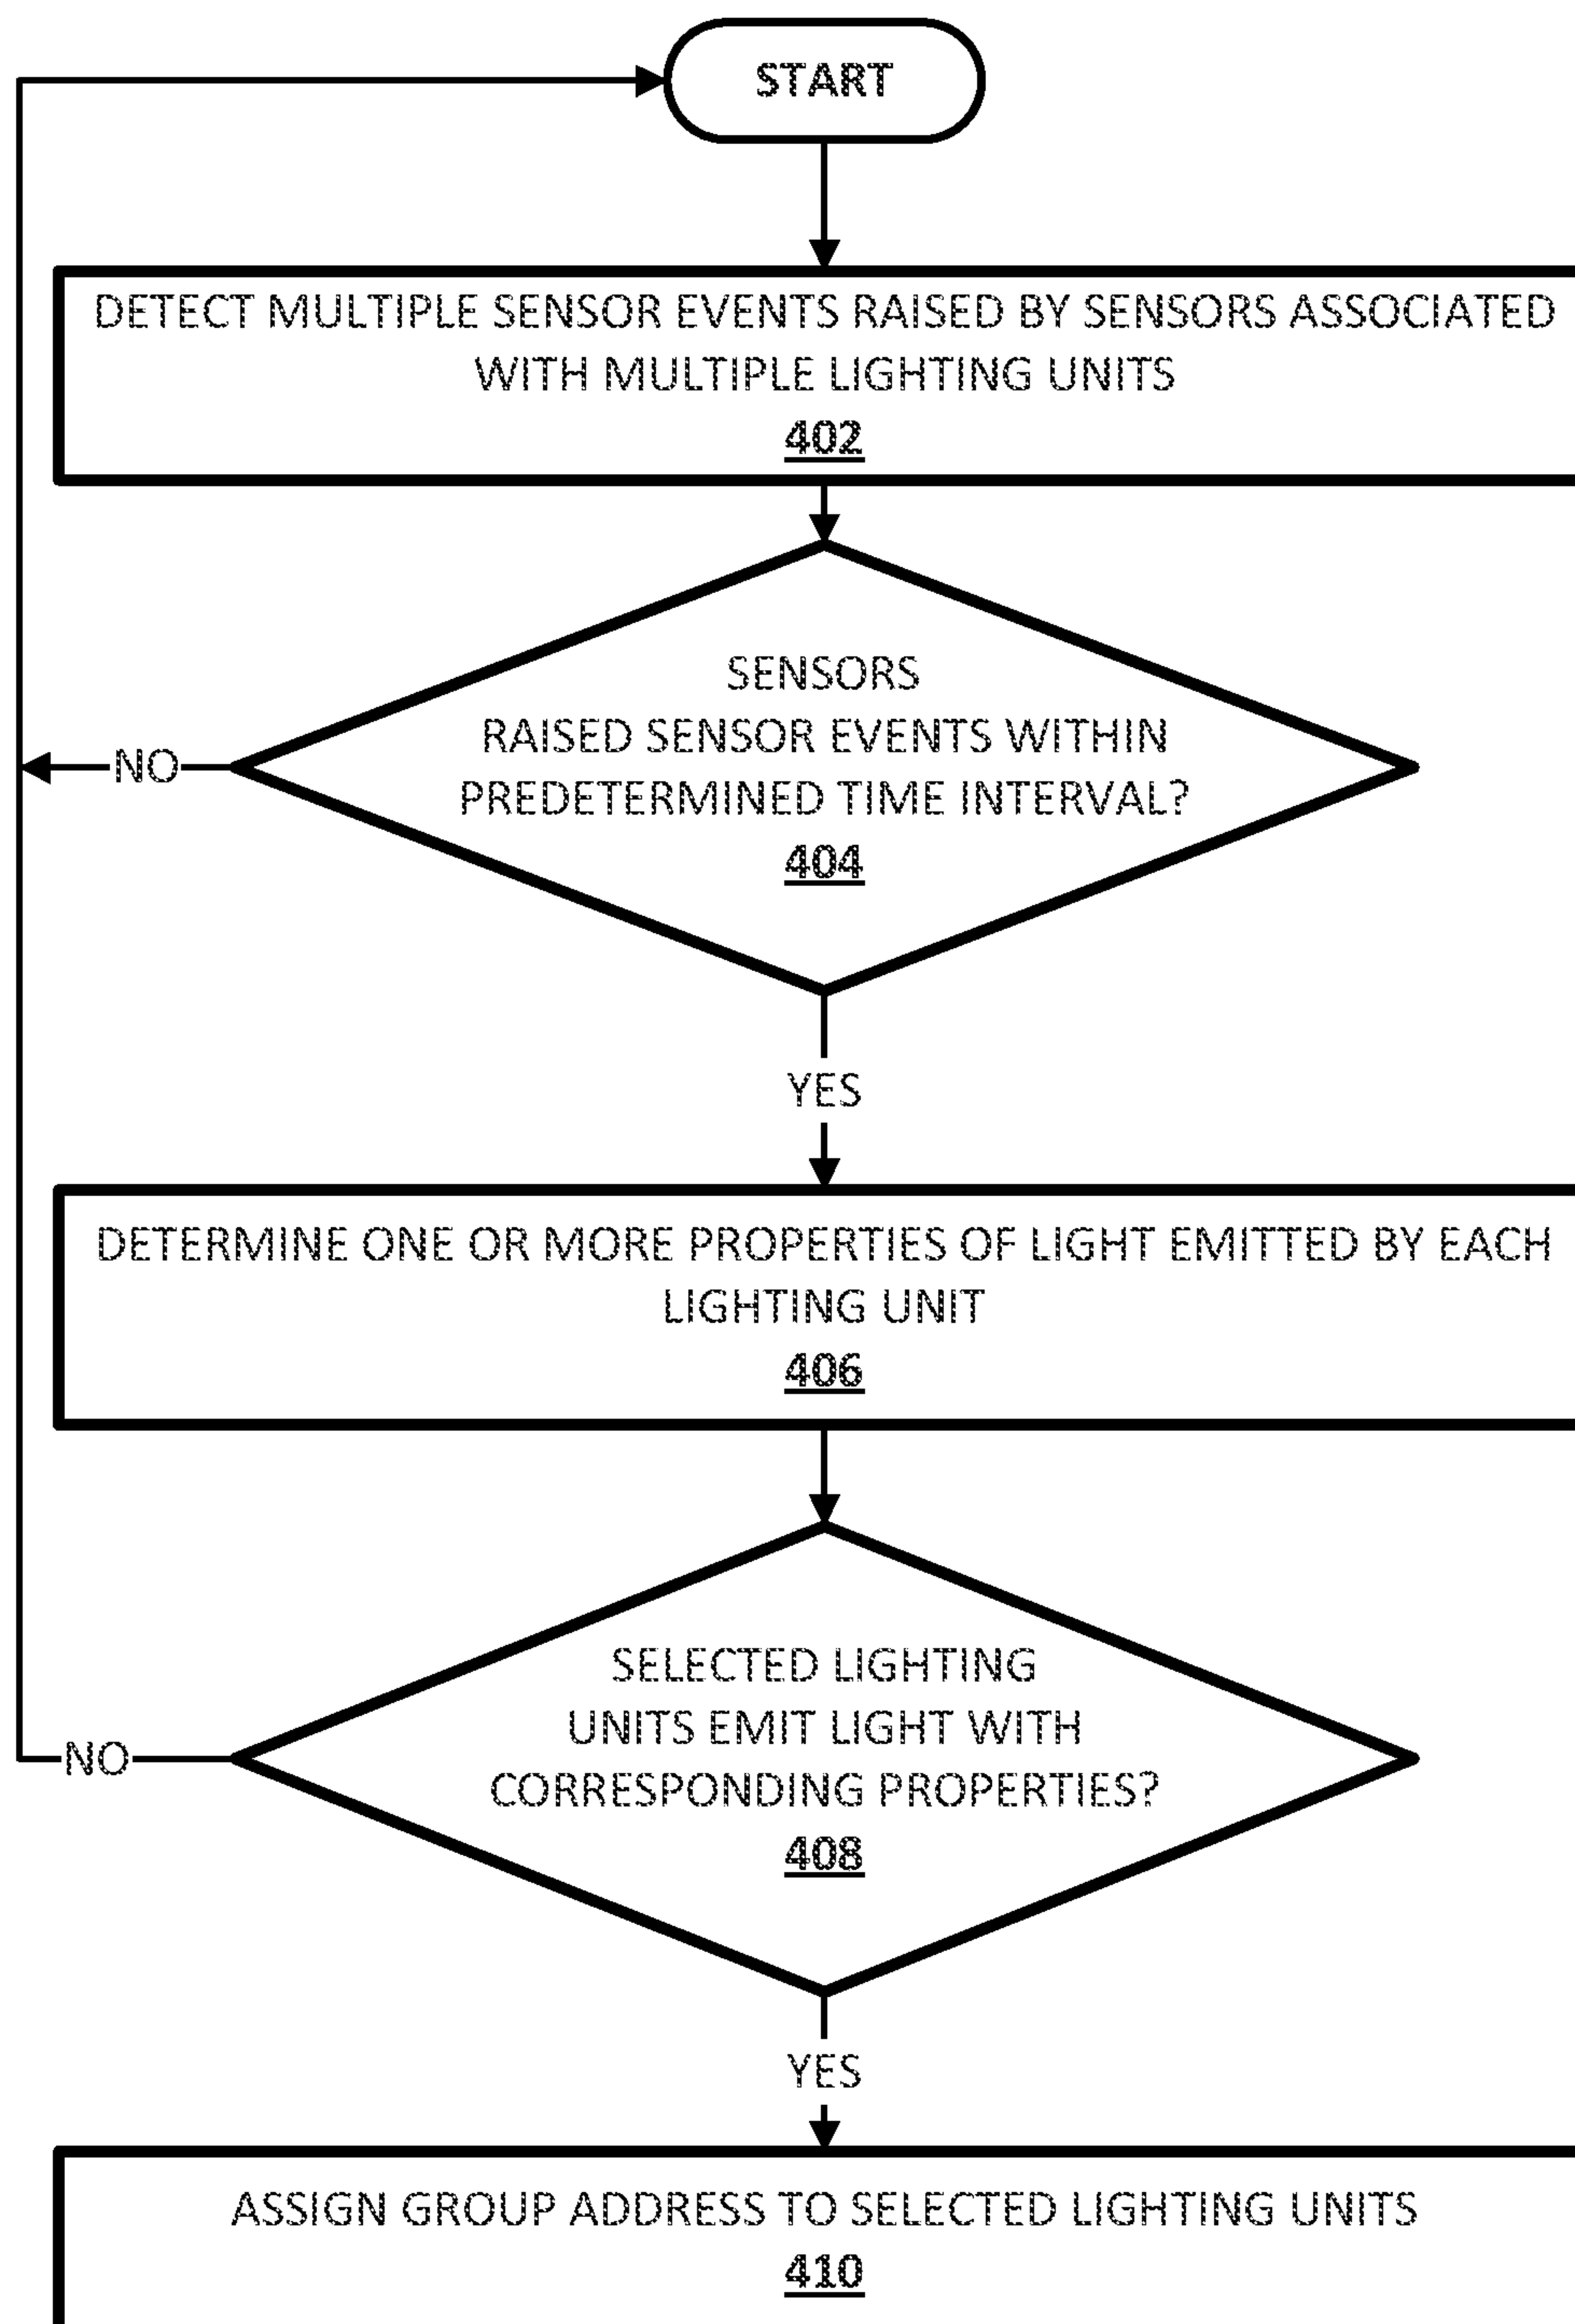 START
DETECT MULTIPLE SENSOR EVENTS RAISED BY SENSORS ASSOCIATED
WITH MULTIPLE LIGHTING UNITS
402
SENSORS
RAISED SENSOR EVENTS WITHIN
PREDETERMINED TIME INTERVAL?
404
NO
YES
DETERMINE ONE OR MORE PROPERTIES OF LIGHT EMITTED BY EACH
LIGHTING UNIT
406
SELECTED LIGHTING
UNITS EMIT LIGHT WITH
CORRESPONDING PROPERTIES?
408
NO
YES
ASSIGN GROUP ADDRESS TO SELECTED LIGHTING UNITS
410